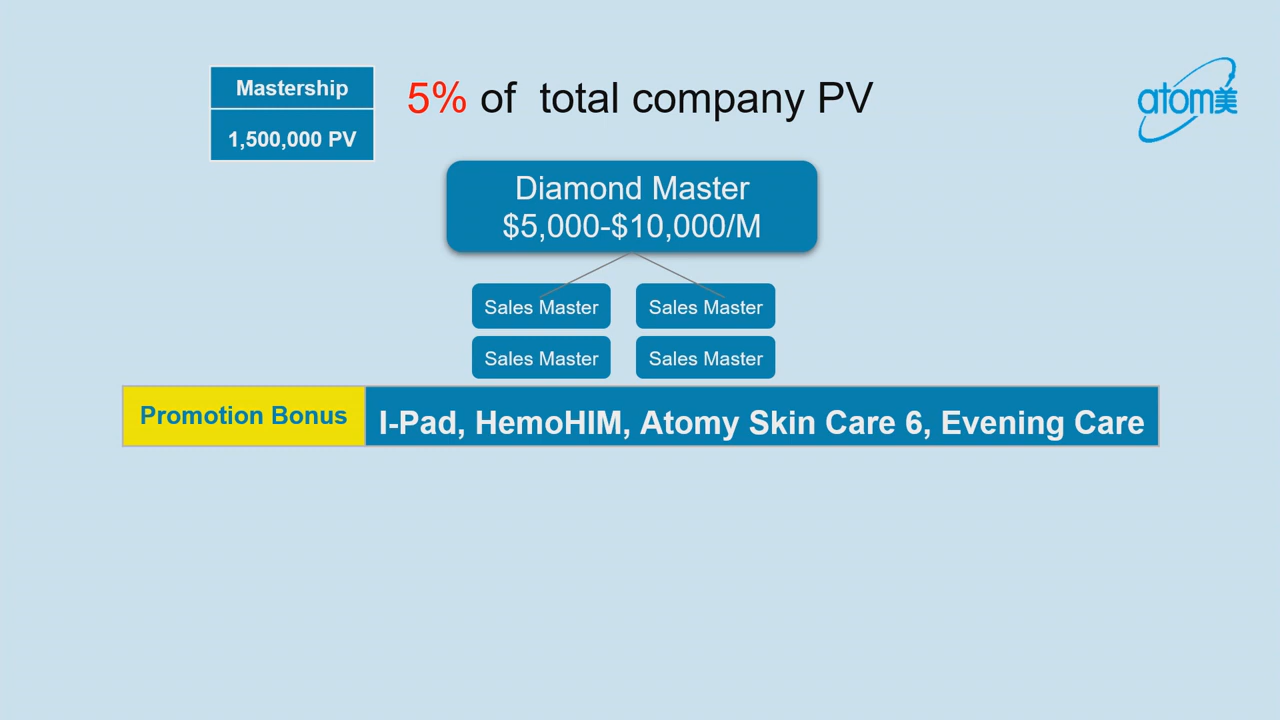 Mastership
1,500,000 PV
5% of total company PV
atom美
Diamond Master
$5,000-$10,000/M
Sales Master Sales Master
Sales Master Sales Master
Promotion Bonus I-Pad, HemoHIM, Atomy Skin Care 6, Evening Care